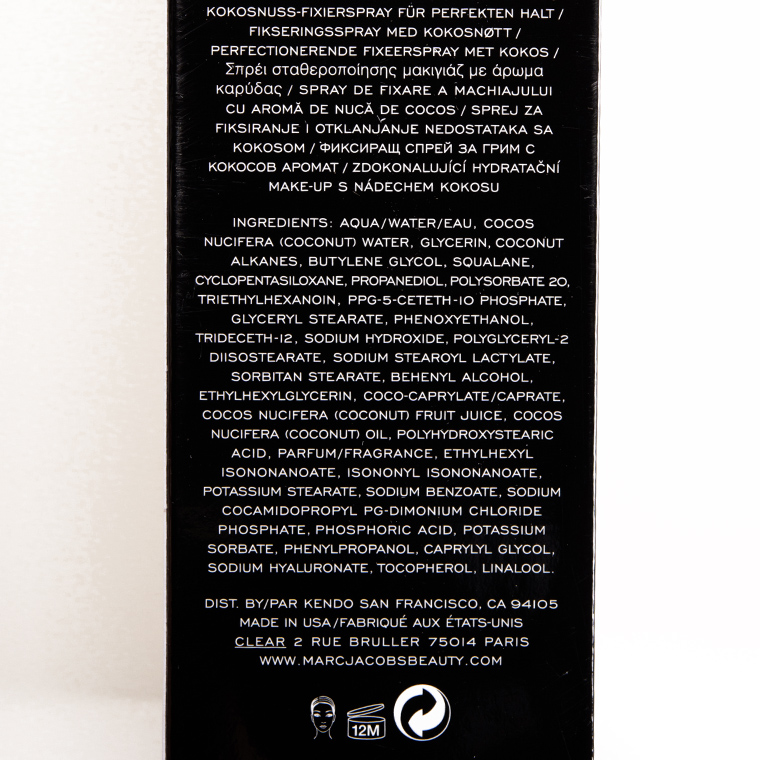 KOKOSNUSS-FIXIERSPRAY FÜR PERFEKTEN HALT /
FIKSERINGSSPRAY MED KOKOSNØTT /
PERFECTIONERENDE FIXEERSPRAY MET KOKOS /
Σπρέι σταθεροποίησης μακιγιάζ με άρωμα
καρύδας / SPRAY DE FIXARE A MACHIAJULUI
CU AROMĂ DE NUCĂ DE COCOS / SPREJ ZA
FIKSIRANJE I OTKLANJANJE NEDOSTATAKA SA
KOKOSOM / ФИКСИРАЩ СПРЕЙ ЗА ГРИМ С
КОКОСОВ АРОМАТ / ZDOKONALUJÍCÍ HYDRATAČNÍ
MAKE-UP S NÁDECHEM KOKOSU
INGREDIENTS: AQUA/WATER/EAU, COCOS
NUCIFERA (COCONUT) WATER, GLYCERIN, COCONUT
ALKANES, BUTYLENE GLYCOL, SQUALANE,
CYCLOPENTASILOXANE, PROPANEDIOL, POLYSORBATE 20,
TRIETHYLHEXANOIN, PPG-5-CETETH-10 PHOSPHATE,
GLYCERYL STEARATE, PHENOXYETHANOL,
TRIDECETH-12, SODIUM HYDROXIDE, POLYGLYCERYL-2
DIISOSTEARATE, SODIUM STEAROYL LACTYLATE,
SORBITAN STEARATE, BEHENYL ALCOHOL,
ETHYLHEXYLGLYCERIN, COCO-CAPRYLATE/CAPRATE,
COCOS NUCIFERA (COCONUT) FRUIT JUICE, COCOS
NUCIFERA (COCONUT) OIL, POLYHYDROXYSTEARIC
ACID, PARFUM/FRAGRANCE, ETHYLHEXYL
ISONONANOATE, ISONONYL ISONONANOATE,
POTASSIUM STEARATE, SODIUM BENZOATE, SODIUM
COCAMIDOPROPYL PG-DIMONIUM CHLORIDE
PHOSPHATE, PHOSPHORIC ACID, POTASSIUM
SORBATE, PHENYLPROPANOL, CAPRYLYL GLYCOL,
SODIUM HYALURONATE, TOCOPHEROL, LINALOOL.
DIST. BY/PAR KENDO SAN FRANCISCO, CA 94105
MADE IN USA/FABRIQUÉ AUX ÉTATS-UNIS
CLEAR 2 RUE BRULLER 75014 PARIS
WWW.MARCJACOBSBEAUTY.COM
12M